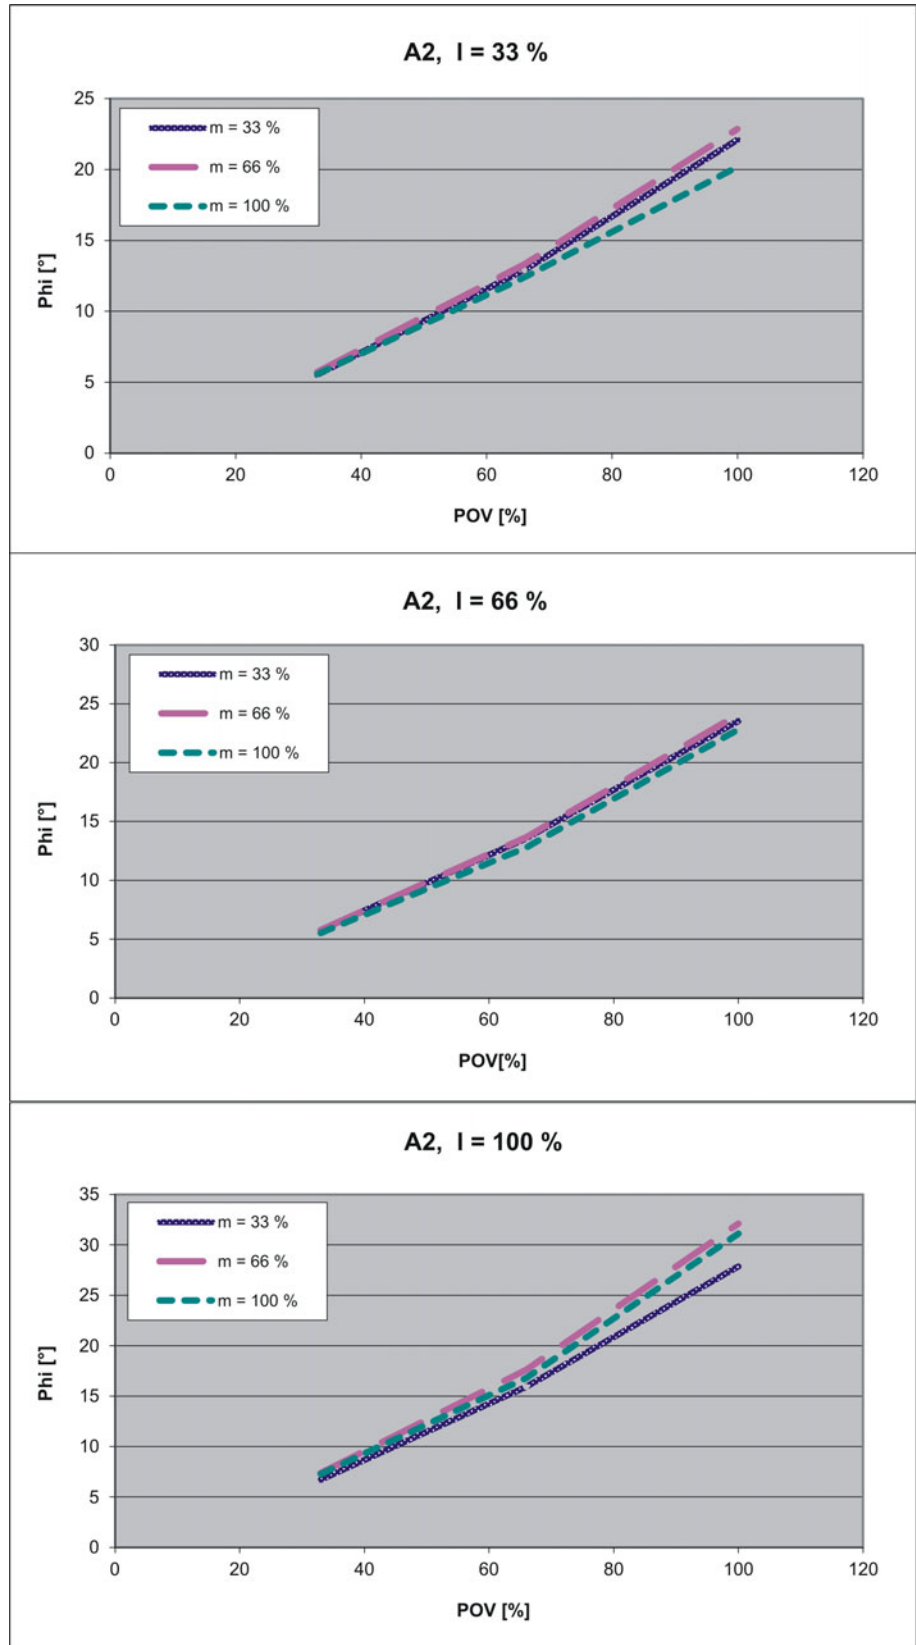 A2, l = 33 %
25
20
15
10
5
0
m = 33 %
m = 66 %
m = 100 %
Phi [°]
0 20 40 60 80 100 120
POV [%]
A2, l = 66 %
30
25
20
15
10
5
0
m = 33 %
m = 66 %
m = 100 %
Phi [°]
0 20 40 60 80 100 120
POV[%]
A2, l = 100 %
35
30
25
20
15
10
5
0
m = 33 %
m = 66 %
m = 100 %
Phi [°]
0 20 40 60 80 100 120
POV [%]